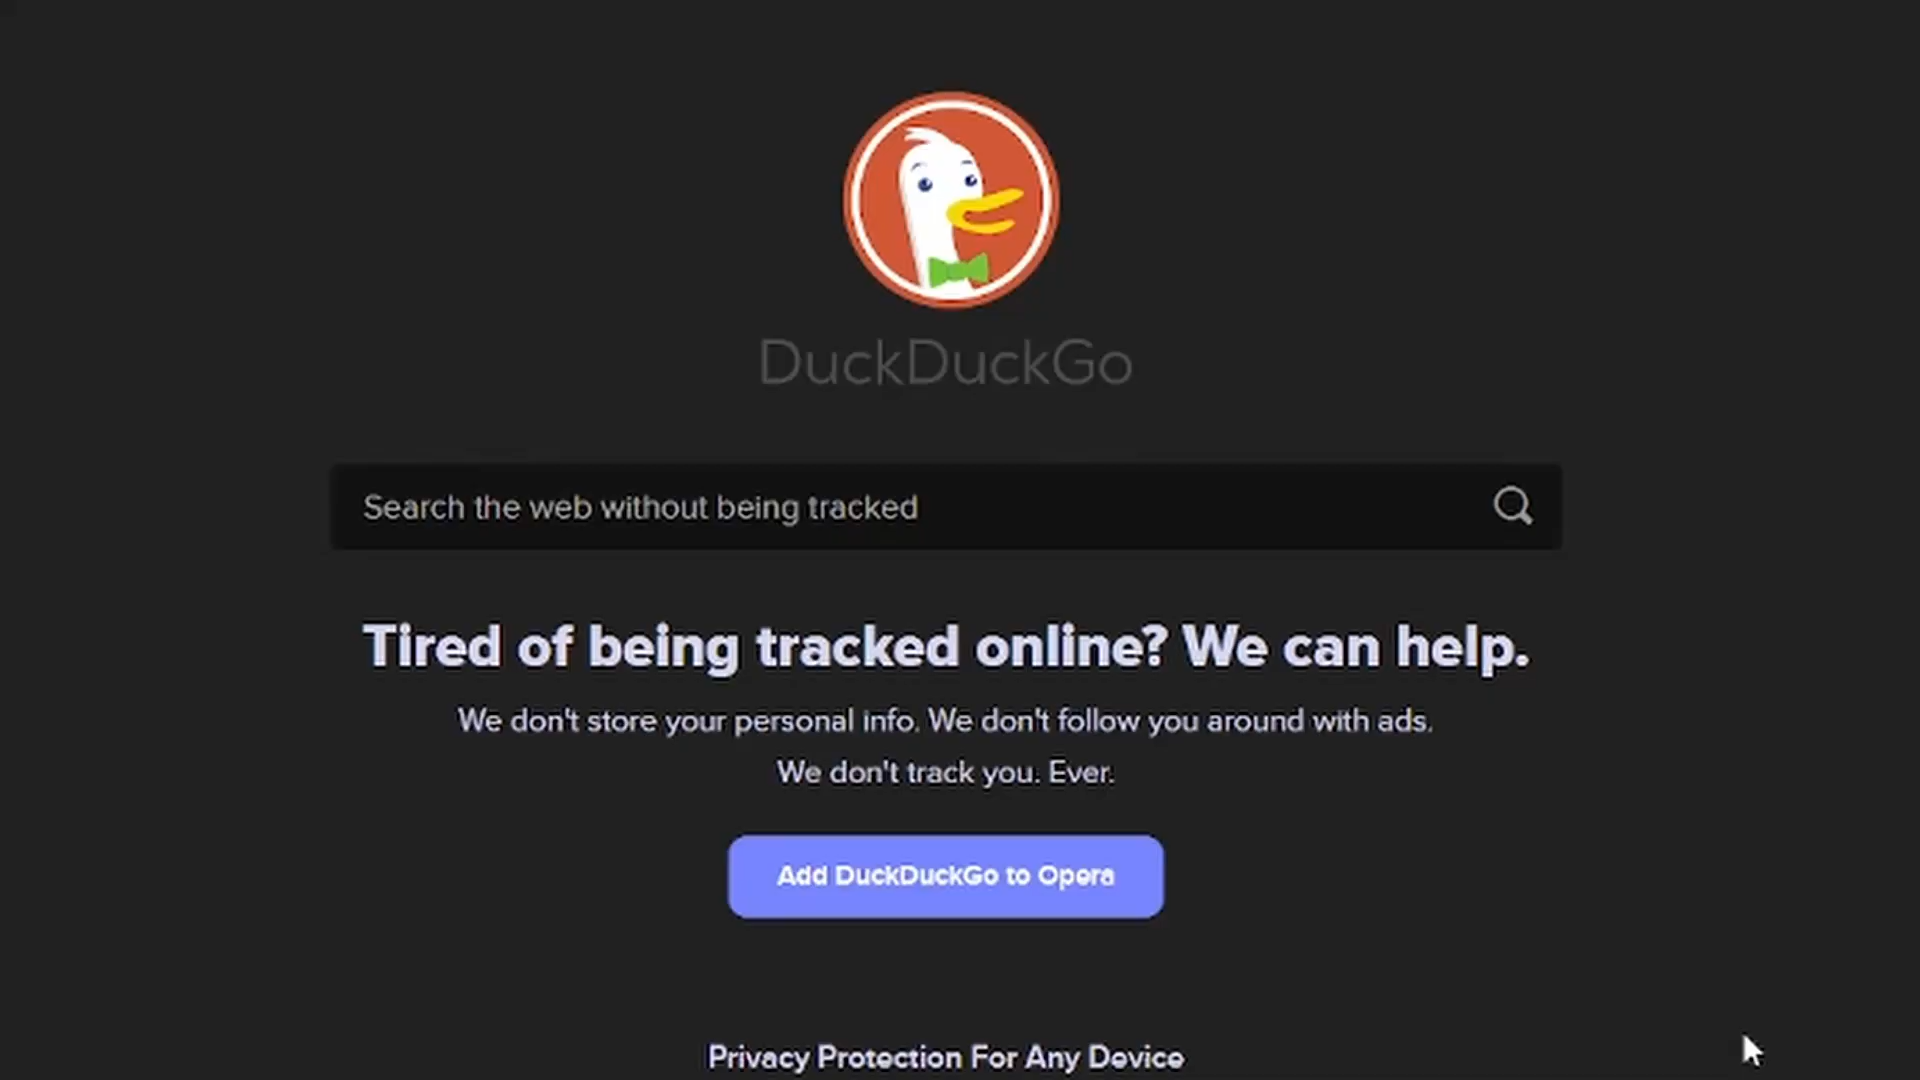 DuckDuckGo
Search the web without being tracked
Tired of being tracked online? We can help.
We don't store your personal info. We don't follow you around with ads.
We don't track you. Ever.
Add DuckDuckGo to Opera
Privacy Protection For Any Device